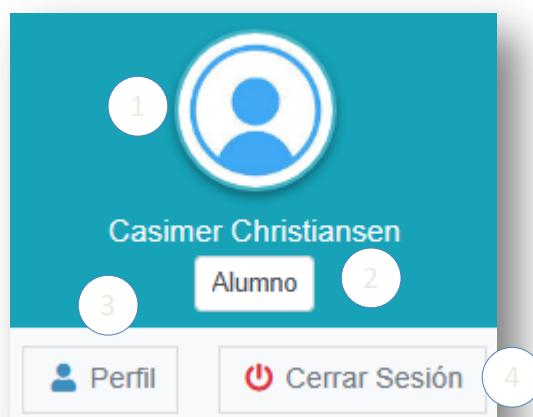 1
Casimer Christiansen
Alumno
2
3
Perfil
Cerrar Sesión
4